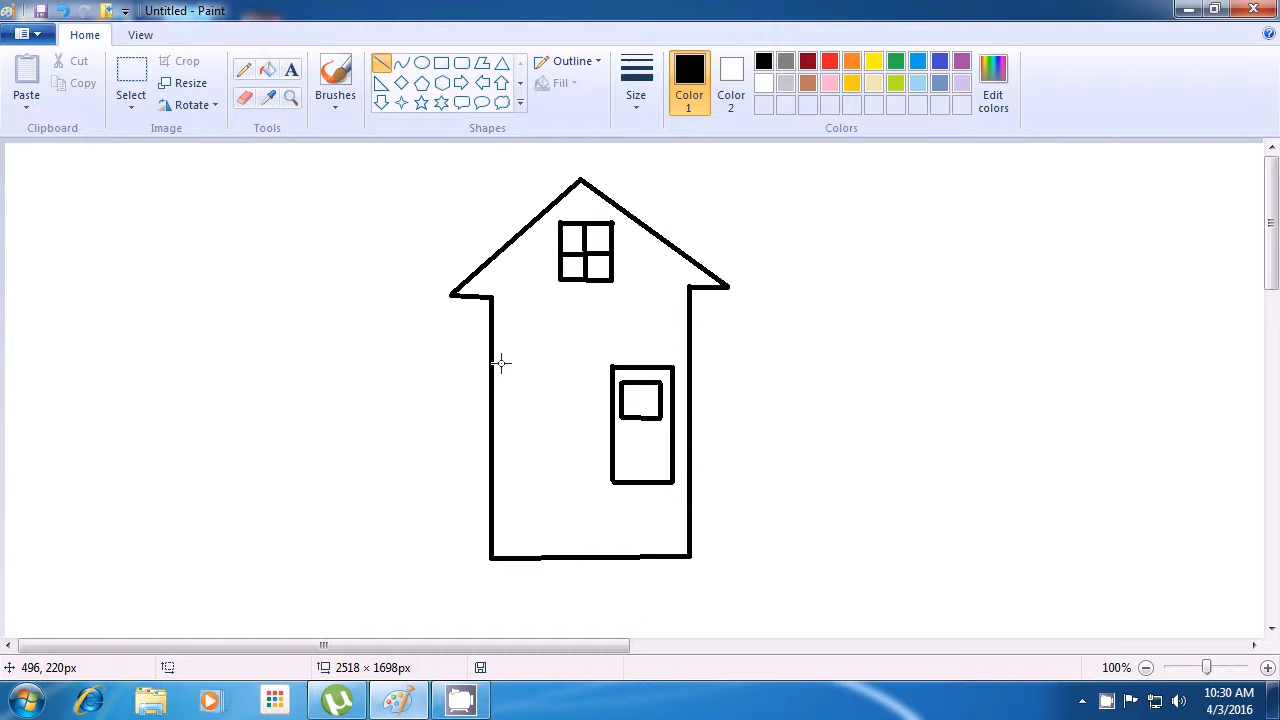 Untitled - Paint
Home View
Paste
Cut
Copy
Clipboard
Select
Crop
Resize
Rotate
Image
A
Tools
Brushes
Outline
Fill
Shapes
Size
Color 1
Color 2
Edit colors
Colors
496, 220px
2518 × 1698px
100%
10:30 AM
4/3/2016